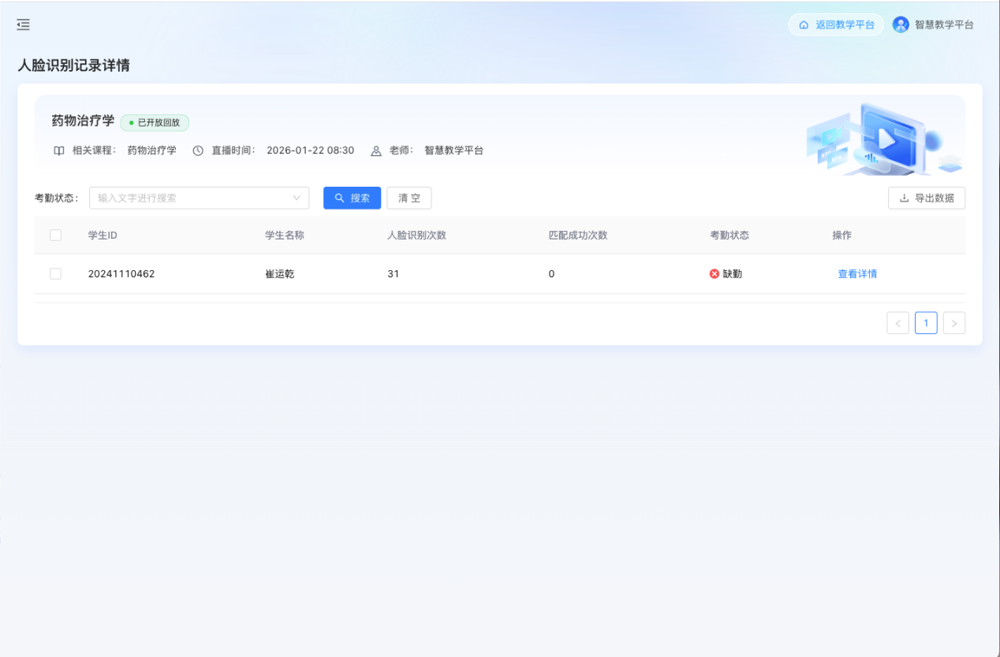 返回教学平台 智慧教学平台
人脸识别记录详情
药物治疗学 已开放回放
相关课程： 药物治疗学 直播时间： 2026-01-22 08:30 老师： 智慧教学平台
考勤状态： 输入文字进行搜索 搜索 清 空 导出数据
学生ID 学生名称 人脸识别次数 匹配成功次数 考勤状态 操作
20241110462 崔运乾 31 0 缺勤 查看详情
1